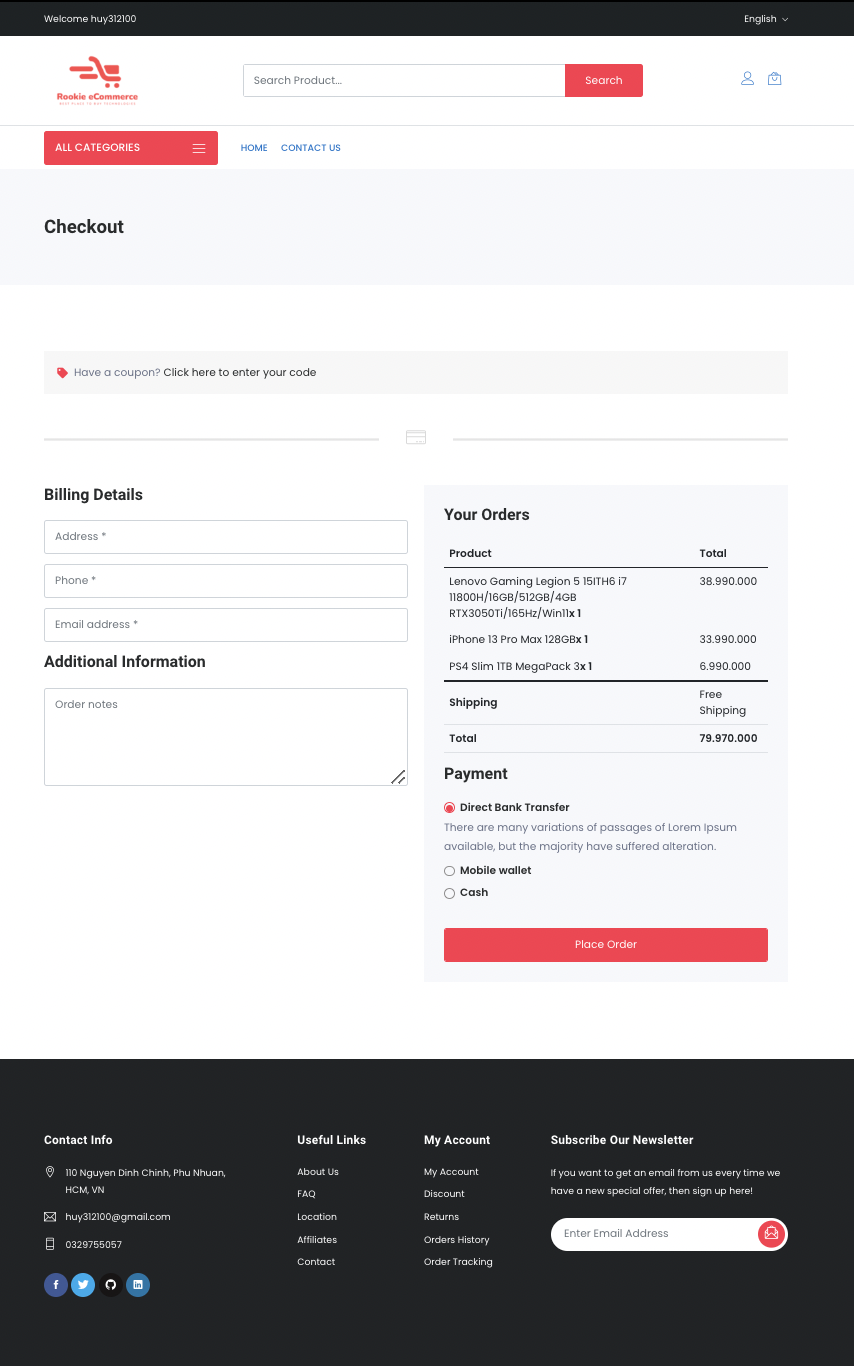 Welcome huy312100
English
Rookie eCommerce
Search Product...
Search
ALL CATEGORIES
HOME
CONTACT US
Checkout
Have a coupon? Click here to enter your code
Billing Details
Address *
Phone *
Email address *
Additional Information
Order notes
Your Orders
Product Total
Lenovo Gaming Legion 5 15ITH6 i7 38.990.000
11800H/16GB/512GB/4GB
RTX3050Ti/165Hz/Win11x 1
iPhone 13 Pro Max 128GBx 1 33.990.000
PS4 Slim 1TB MegaPack 3x 1 6.990.000
Shipping Free
Shipping
Total 79.970.000
Payment
Direct Bank Transfer
There are many variations of passages of Lorem Ipsum
available, but the majority have suffered alteration.
Mobile wallet
Cash
Place Order
Contact Info
110 Nguyen Dinh Chinh, Phu Nhuan,
HCM, VN
huy312100@gmail.com
0329755057
Useful Links
About Us
FAQ
Location
Affiliates
Contact
My Account
My Account
Discount
Returns
Orders History
Order Tracking
Subscribe Our Newsletter
If you want to get an email from us every time we
have a new special offer, then sign up here!
Enter Email Address